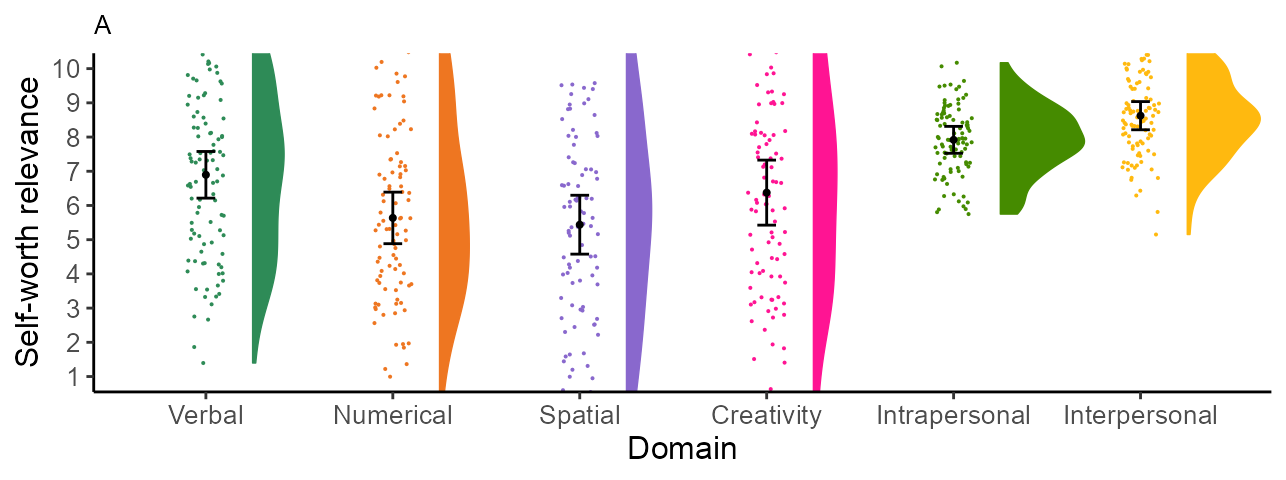 A
Self-worth relevance
10
9
8
7
6
5
4
3
2
1
Verbal Numerical Spatial Creativity Intrapersonal Interpersonal
Domain